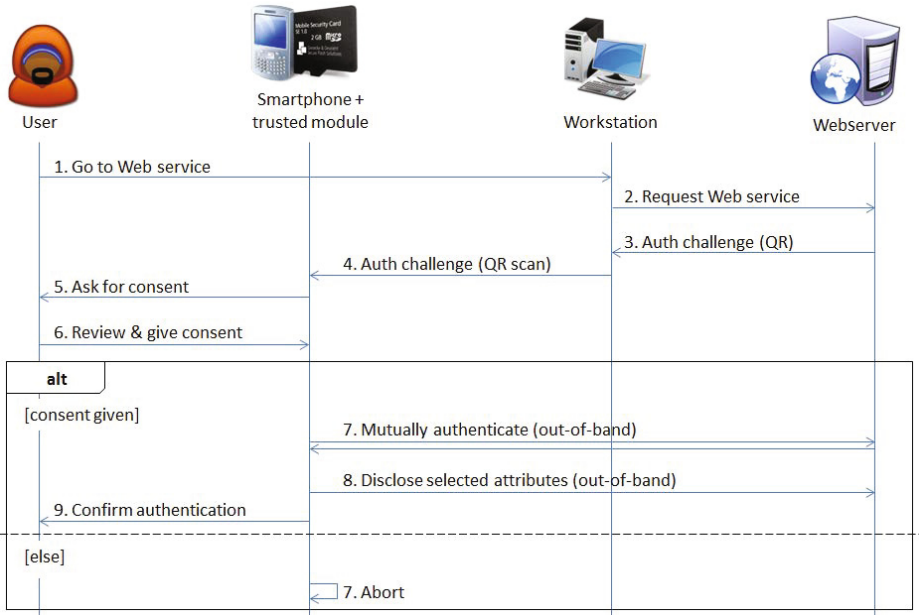 Mobile Security Card
SE 1.0
2 GB
micro
User
Smartphone +
trusted module
Workstation
Webserver
1. Go to Web service
2. Request Web service
3. Auth challenge (QR)
4. Auth challenge (QR scan)
5. Ask for consent
6. Review & give consent
alt
[consent given]
7. Mutually authenticate (out-of-band)
8. Disclose selected attributes (out-of-band)
9. Confirm authentication
[else]
7. Abort